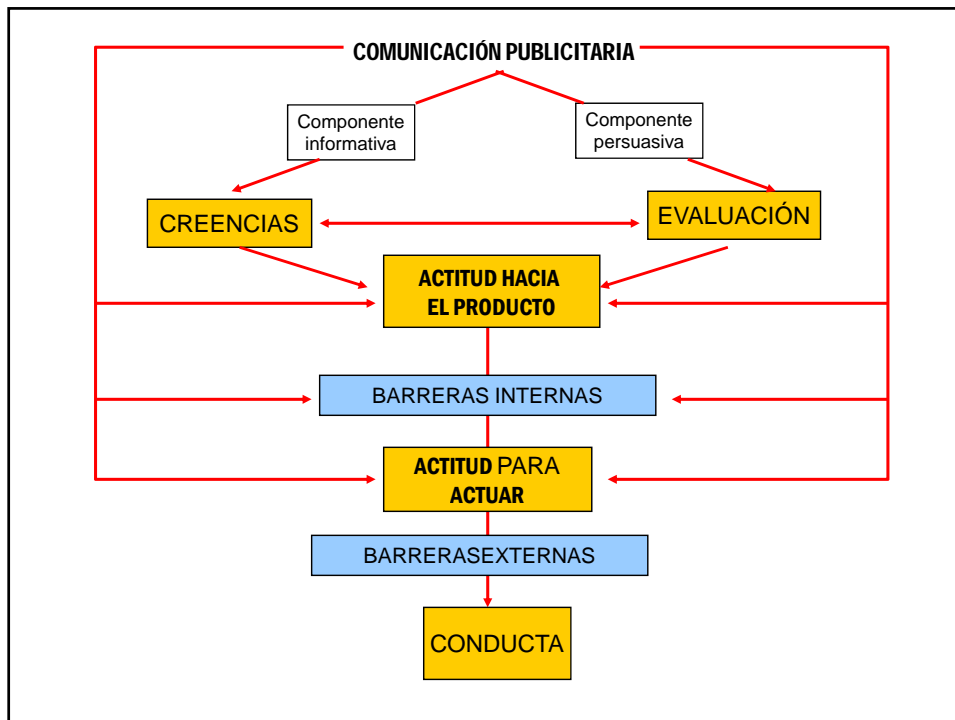 COMUNICACIÓN PUBLICITARIA
Componente
informativa
Componente
persuasiva
CREENCIAS
EVALUACIÓN
ACTITUD HACIA
EL PRODUCTO
BARRERAS INTERNAS
ACTITUD PARA
ACTUAR
BARRERASEXTERNAS
CONDUCTA